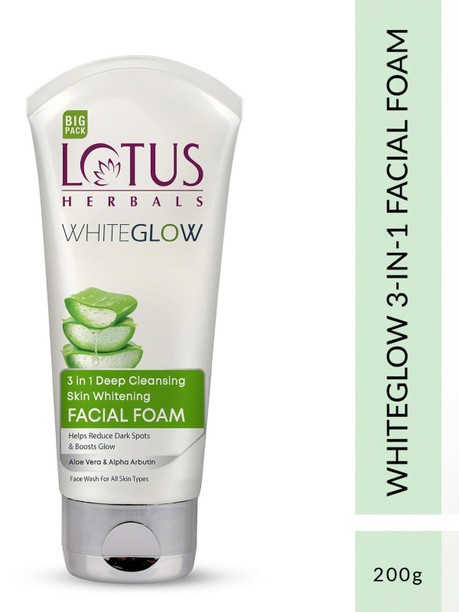 BIG
PACK
LOTUS
HERBALS
WHITEGLOW
3 in 1 Deep Cleansing
Skin Whitening
FACIAL FOAM
Helps Reduce Dark Spots
& Boosts Glow
Aloe Vera & Alpha Arbutin
Face Wash For All Skin Types
WHITEGLOW 3-IN-1 FACIAL FOAM
200g